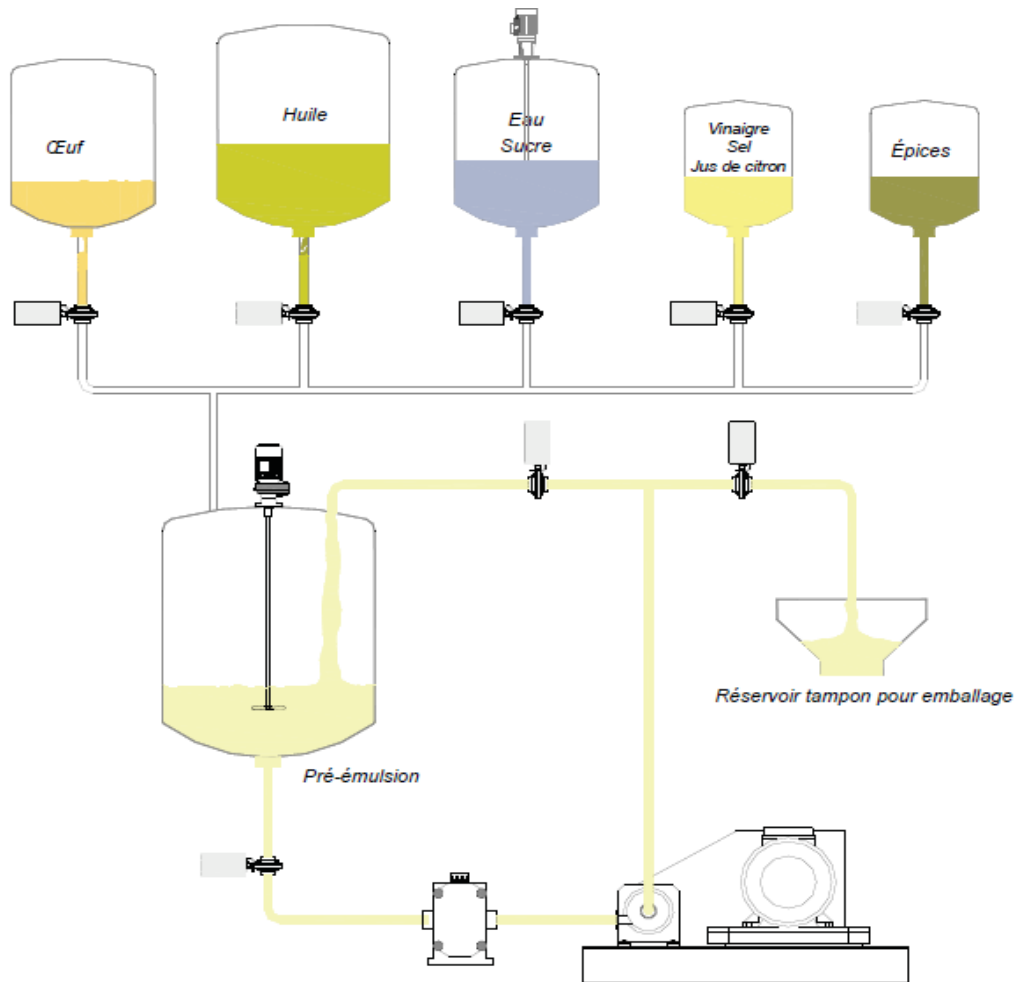 Œuf
Huile
Eau
Sucre
Vinaigre
Sel
Jus de citron
Épices
Réservoir tampon pour emballage
Pré-émulsion